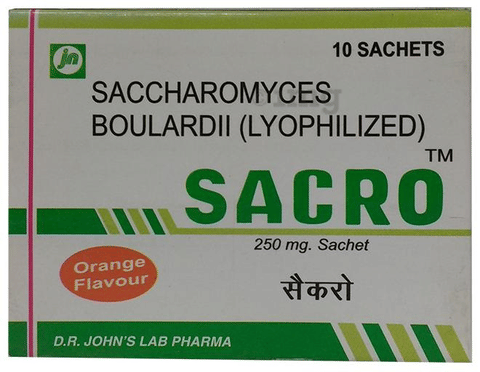 jn
10 SACHETS
SACCHAROMYCES
BOULARDII (LYOPHILIZED)
SACRO™
250 mg. Sachet
Orange
Flavour
सैकरो
D.R. JOHN'S LAB PHARMA